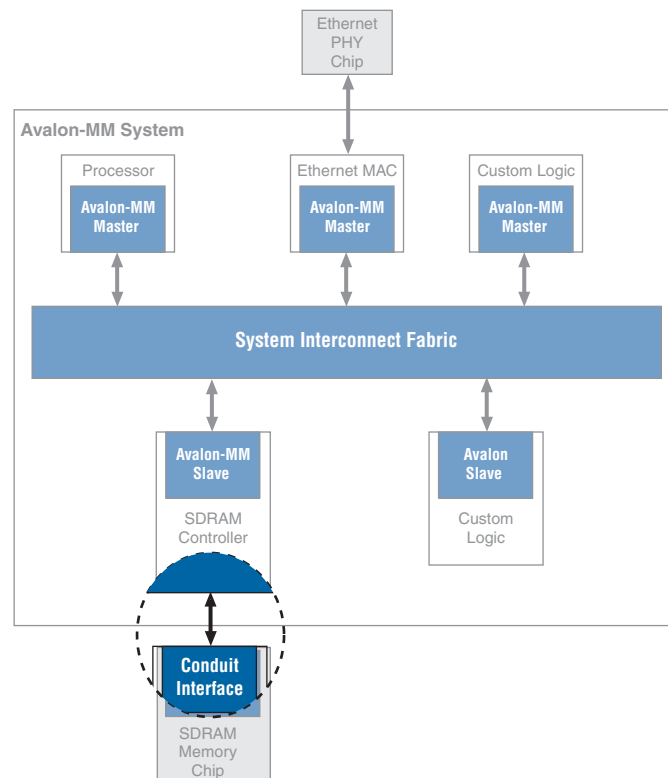 Ethernet
PHY
Chip
Avalon-MM System
Processor
Ethernet MAC
Custom Logic
Avalon-MM
Master
Avalon-MM
Master
Avalon-MM
Master
System Interconnect Fabric
Avalon-MM
Slave
Avalon
Slave
SDRAM
Controller
Custom
Logic
Conduit
Interface
SDRAM
Memory
Chip